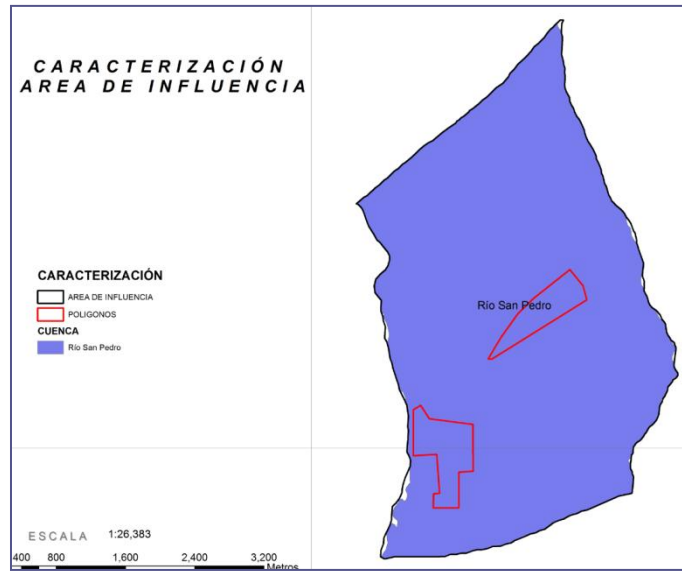 CARACTERIZACIÓN
AREA DE INFLUENCIA
Río San Pedro
CARACTERIZACIÓN
AREA DE INFLUENCIA
POLIGONOS
CUENCA
Río San Pedro
ESCALA 1:26,383
400 800 1,600 2,400 3,200
Metros